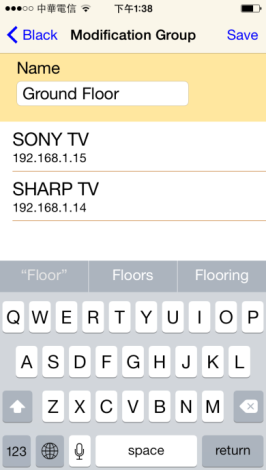 中華電信 下午1:38
Black Modification Group Save
Name
Ground Floor
SONY TV
192.168.1.15
SHARP TV
192.168.1.14
“Floor” Floors Flooring
Q W E R T Y U I O P
A S D F G H J K L
Z X C V B N M
123 space return